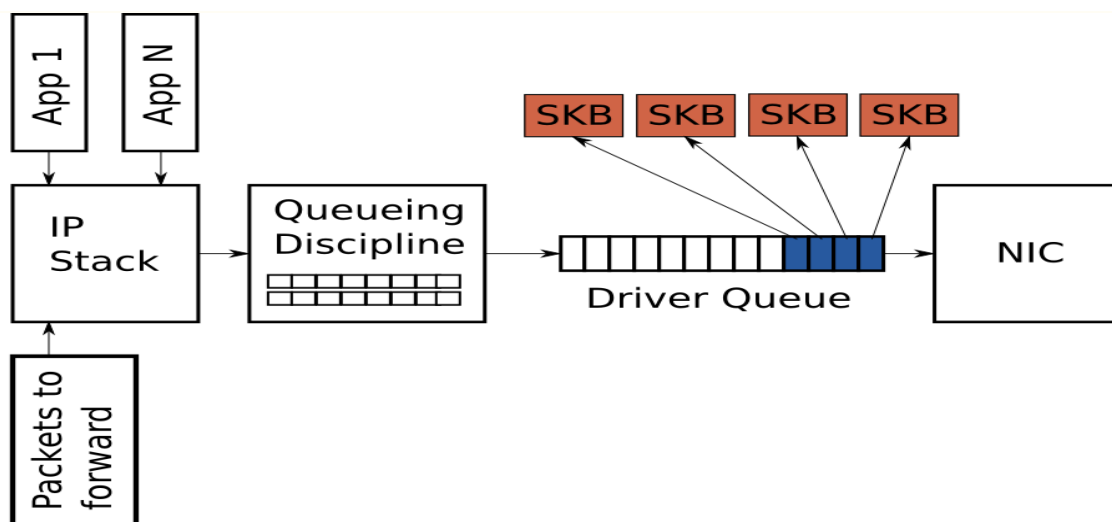 App 1
App N
SKB
SKB
SKB
SKB
IP
Stack
Queueing
Discipline
Driver Queue
NIC
Packets to
forward